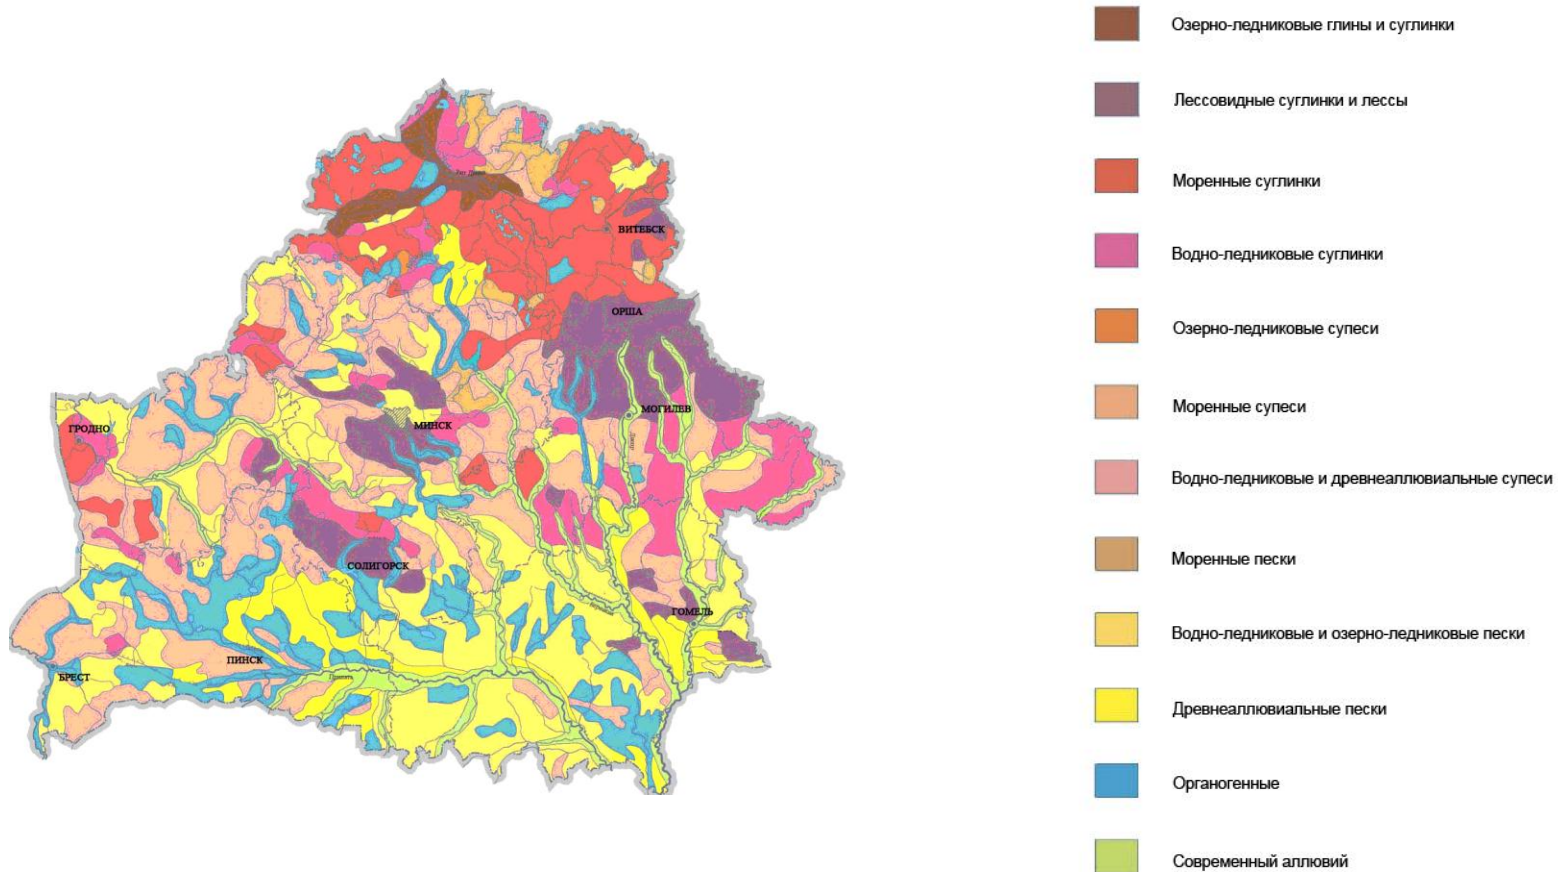 Озерно-ледниковые глины и суглинки
Лессовидные суглинки и лессы
Моренные суглинки
Водно-ледниковые суглинки
Озерно-ледниковые супеси
Моренные супеси
Водно-ледниковые и древнеаллювиальные супеси
Моренные пески
Водно-ледниковые и озерно-ледниковые пески
Древнеаллювиальные пески
Органогенные
Современный аллювий
ВИТЕБСК
ОРША
МОГИЛЕВ
МИНСК
ГРОДНО
СОЛИГОРСК
ГОМЕЛЬ
ПИНСК
БРЕСТ
Припять